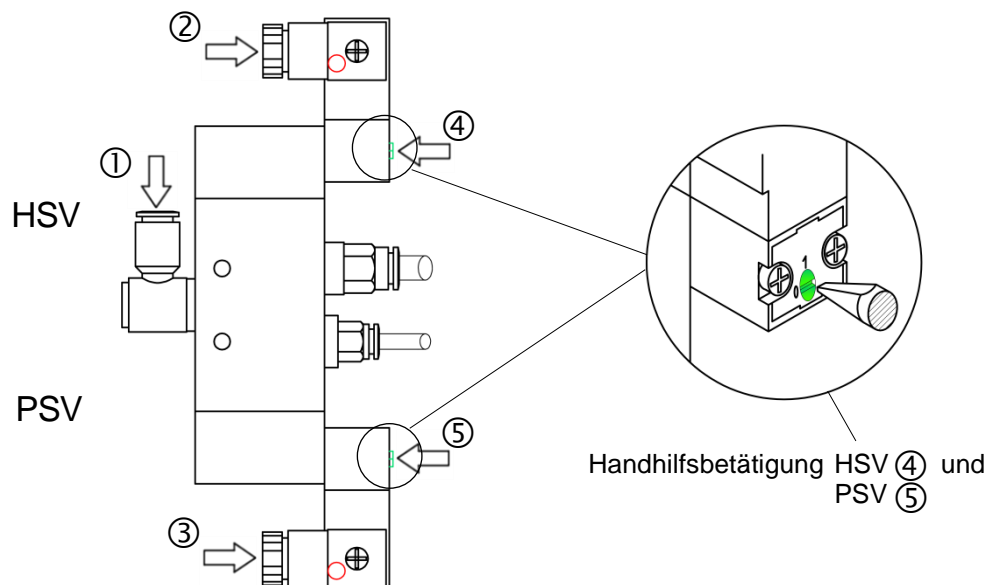 ②
④
①
HSV
1
0
PSV
⑤
Handhilfsbetätigung HSV ④ und
PSV ⑤
③